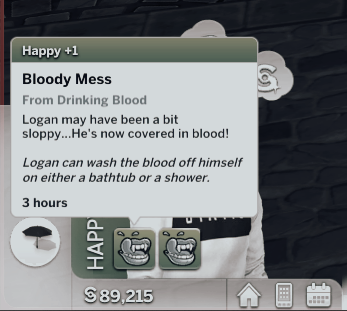 Happy +1
Bloody Mess
From Drinking Blood
Logan may have been a bit
sloppy...He's now covered in blood!
Logan can wash the blood off himself
on either a bathtub or a shower.
3 hours
HAPP
§89,215